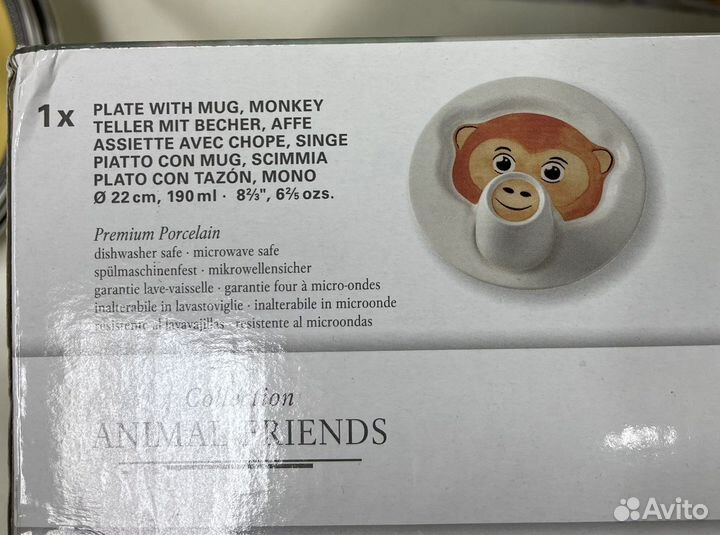 1x
PLATE WITH MUG, MONKEY
TELLER MIT BECHER, AFFE
ASSIETTE AVEC CHOPE, SINGE
PIATTO CON MUG, SCIMMIA
PLATO CON TAZÓN, MONO
Ø 22 cm, 190 ml · 8⅔", 6⅖ ozs.
Premium Porcelain
dishwasher safe · microwave safe
spülmaschinenfest · mikrowellensicher
garantie lave-vaisselle · garantie four à micro-ondes
inalterabile in lavastoviglie · inalterabile in microonde
resistente al lavavajillas · resistente al microondas
Collection
ANIMAL FRIENDS
Avito